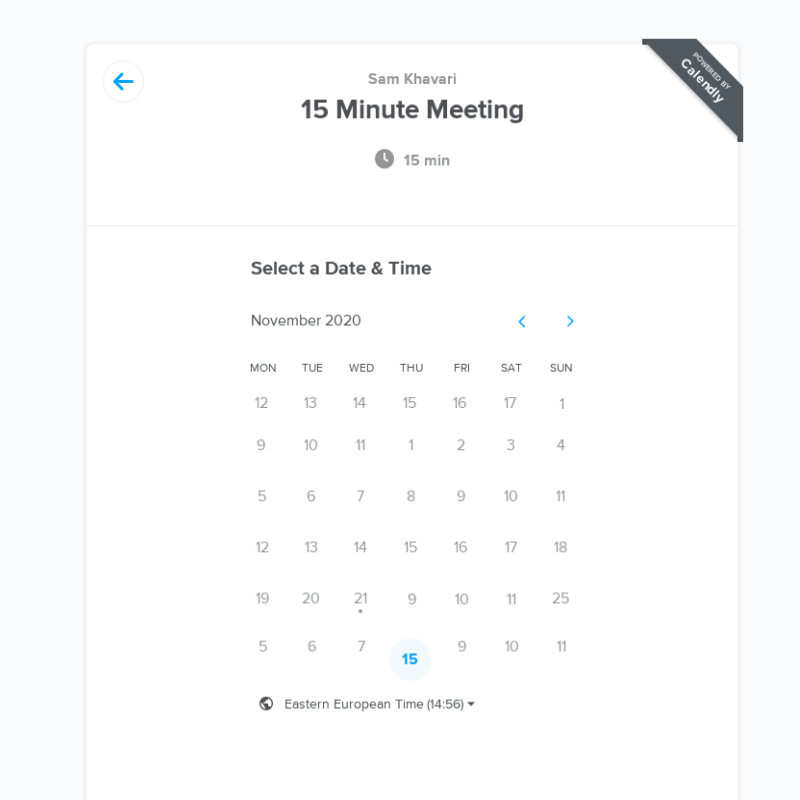 POWERED BY
Calendly
Sam Khavari
15 Minute Meeting
15 min
Select a Date & Time
November 2020
MON TUE WED THU FRI SAT SUN
12 13 14 15 16 17 1
9 10 11 1 2 3 4
5 6 7 8 9 10 11
12 13 14 15 16 17 18
19 20 21 9 10 11 25
5 6 7 15 9 10 11
Eastern European Time (14:56)